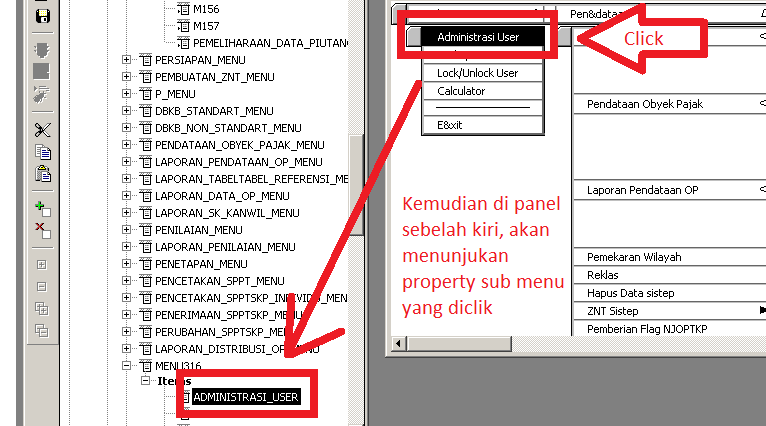 M156
M157
PEMELIHARAAN_DATA_PIUTANG
PERSIAPAN_MENU
PEMBUATAN_ZNT_MENU
P_MENU
DBKB_STANDART_MENU
DBKB_NON_STANDART_MENU
PENDATAAN_OBYEK_PAJAK_MENU
LAPORAN_PENDATAAN_OP_MENU
LAPORAN_TABELTABEL_REFERENSI_ME
LAPORAN_DATA_OP_MENU
LAPORAN_SK_KANWIL_MENU
PENILAIAN_MENU
LAPORAN_PENILAIAN_MENU
PENETAPAN_MENU
PENCETAKAN_SPPT_MENU
PENCETAKAN_SPPTSKP_INDIVIDU_MEN
PENERIMAAN_SPPTSKP_MENU
PERUBAHAN_SPPTSKP_MENU
LAPORAN_DISTRIBUSI_OP_MENU
MENU316
Items
ADMINISTRASI_USER
Pen&dataan
Administrasi User
Click
Lock/Unlock User
Calculator
E&xit
Pendataan Obyek Pajak
Laporan Pendataan OP
Kemudian di panel
sebelah kiri, akan
menunjukan
property sub menu
yang diclik
Pemekaran Wilayah
Reklas
Hapus Data sistep
ZNT Sistep
Pemberian Flag NJOPTKP